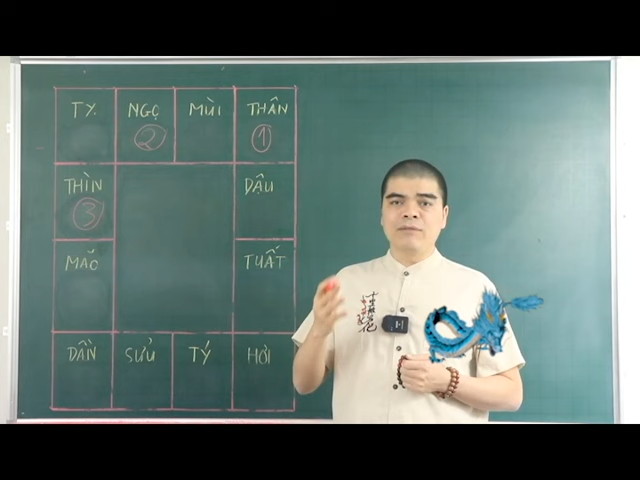 TỴ NGỌ MÙI THÂN
② ①
THÌN DẬU
③
MÃO TUẤT
DẦN SỬU TÝ HỢI